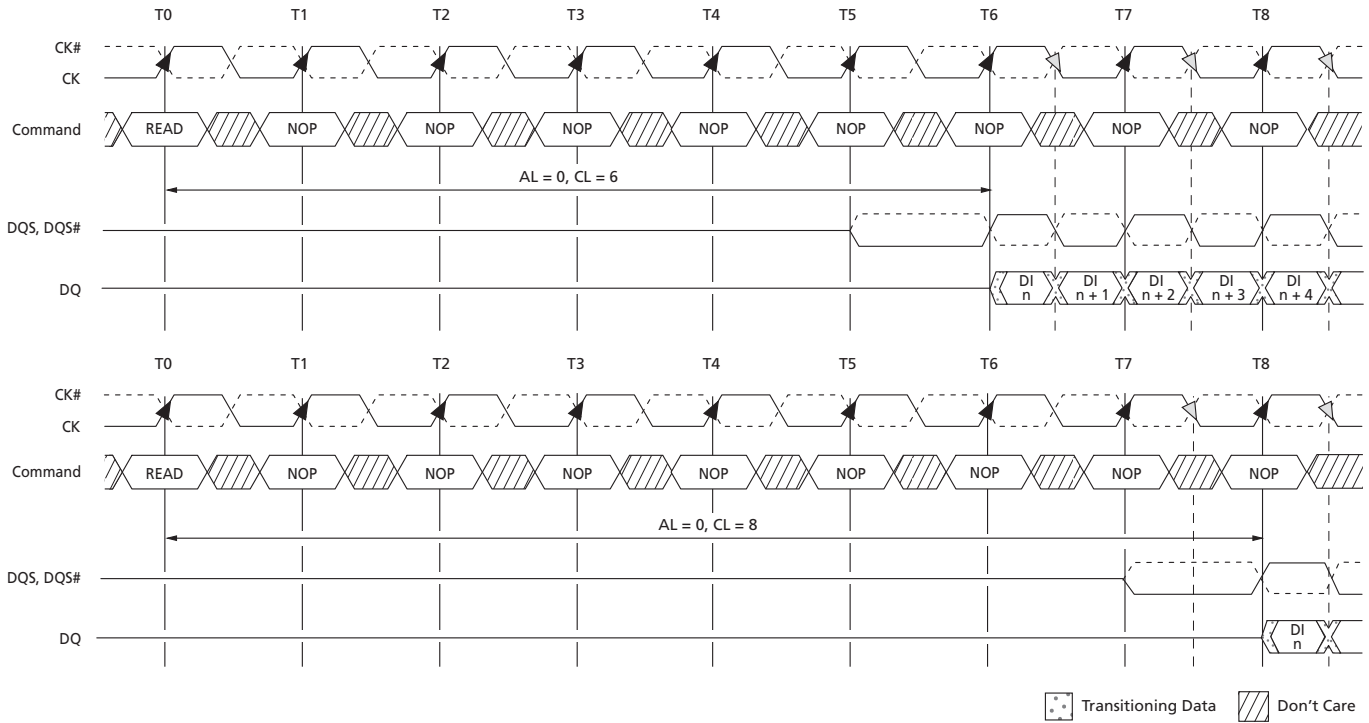 T0 T1 T2 T3 T4 T5 T6 T7 T8
CK#
CK
Command READ NOP NOP NOP NOP NOP NOP NOP NOP
AL = 0, CL = 6
DQS, DQS#
DQ DI n DI n + 1 DI n + 2 DI n + 3 DI n + 4
T0 T1 T2 T3 T4 T5 T6 T7 T8
CK#
CK
Command READ NOP NOP NOP NOP NOP NOP NOP NOP
AL = 0, CL = 8
DQS, DQS#
DQ DI n
Transitioning Data Don't Care